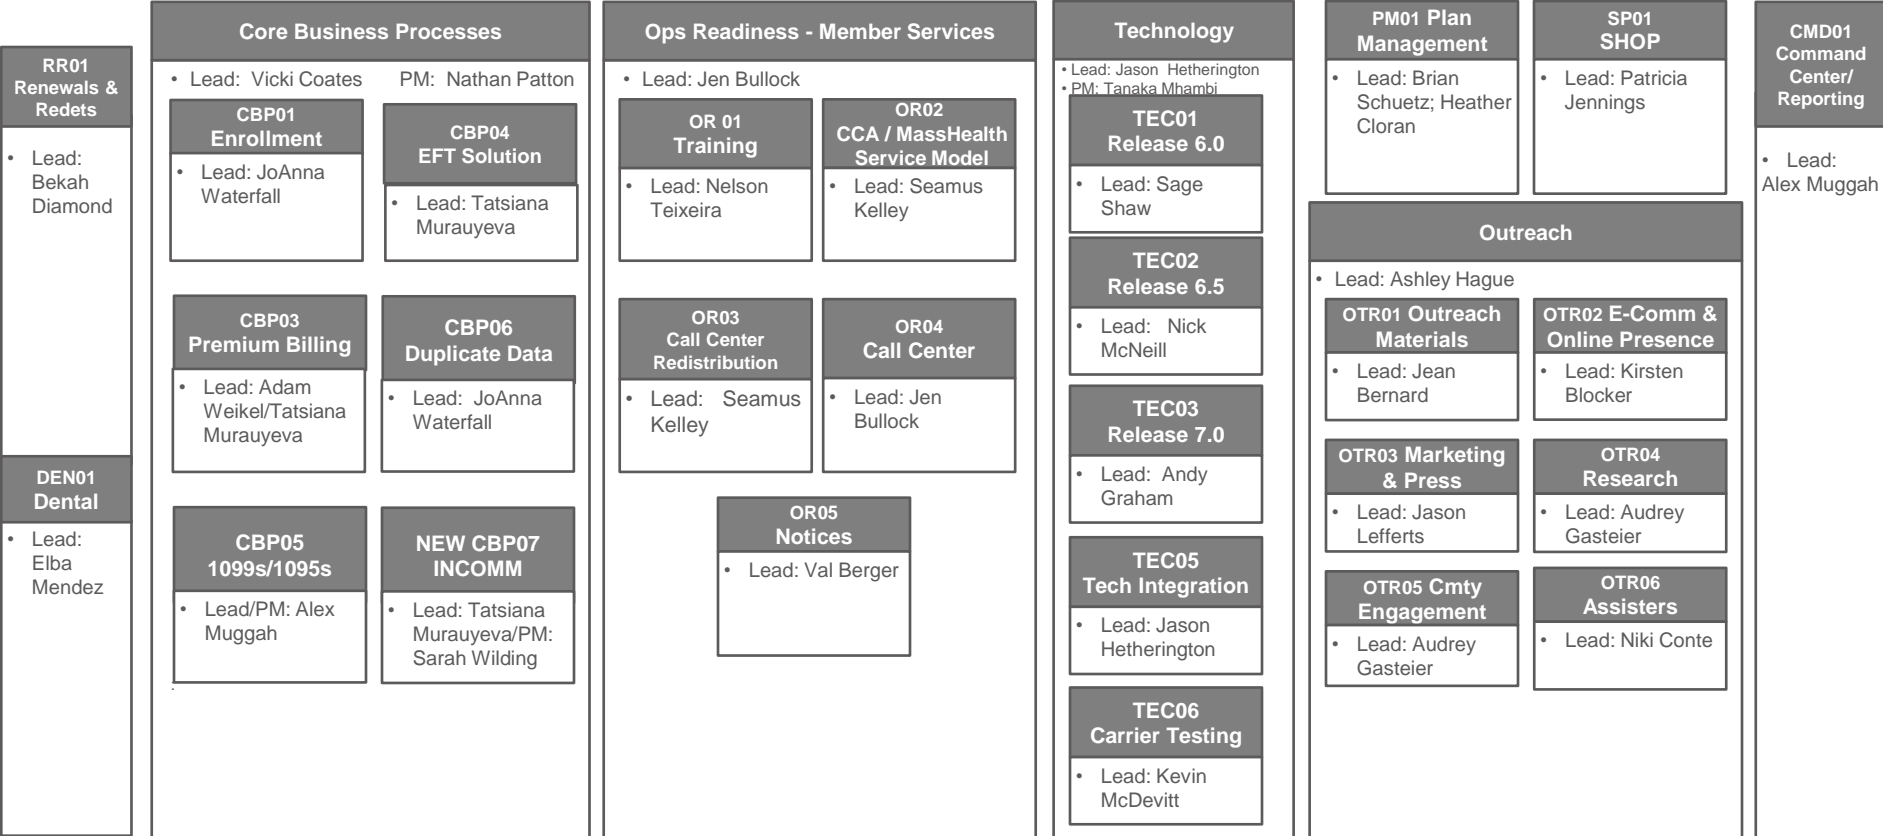 RR01
Renewals &
Redets
• Lead:
Bekah
Diamond
DEN01
Dental
• Lead:
Elba
Mendez
Core Business Processes
• Lead: Vicki Coates PM: Nathan Patton
CBP01
Enrollment
• Lead: JoAnna
Waterfall
CBP04
EFT Solution
• Lead: Tatsiana
Murauyeva
CBP03
Premium Billing
• Lead: Adam
Weikel/Tatsiana
Murauyeva
CBP06
Duplicate Data
• Lead: JoAnna
Waterfall
CBP05
1099s/1095s
• Lead/PM: Alex
Muggah
NEW CBP07
INCOMM
• Lead: Tatsiana
Murauyeva/PM:
Sarah Wilding
Ops Readiness - Member Services
• Lead: Jen Bullock
OR 01
Training
• Lead: Nelson
Teixeira
OR02
CCA / MassHealth
Service Model
• Lead: Seamus
Kelley
OR03
Call Center
Redistribution
• Lead: Seamus
Kelley
OR04
Call Center
• Lead: Jen
Bullock
OR05
Notices
• Lead: Val Berger
Technology
• Lead: Jason Hetherington
• PM: Tanaka Mhambi
TEC01
Release 6.0
• Lead: Sage
Shaw
TEC02
Release 6.5
• Lead: Nick
McNeill
TEC03
Release 7.0
• Lead: Andy
Graham
TEC05
Tech Integration
• Lead: Jason
Hetherington
TEC06
Carrier Testing
• Lead: Kevin
McDevitt
PM01 Plan
Management
• Lead: Brian
Schuetz; Heather
Cloran
SP01
SHOP
• Lead: Patricia
Jennings
Outreach
• Lead: Ashley Hague
OTR01 Outreach
Materials
• Lead: Jean
Bernard
OTR02 E-Comm &
Online Presence
• Lead: Kirsten
Blocker
OTR03 Marketing
& Press
• Lead: Jason
Lefferts
OTR04
Research
• Lead: Audrey
Gasteier
OTR05 Cmty
Engagement
• Lead: Audrey
Gasteier
OTR06
Assisters
• Lead: Niki Conte
CMD01
Command
Center/
Reporting
• Lead:
Alex Muggah